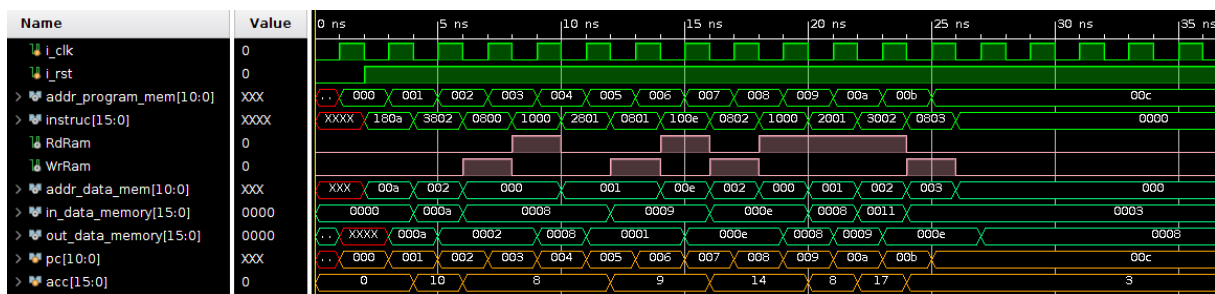 Name Value 0 ns 5 ns 10 ns 15 ns 20 ns 25 ns 30 ns 35 ns
i_clk 0
i_rst 0
addr_program_mem[10:0] XXX .. 000 001 002 003 004 005 006 007 008 009 00a 00b 00c
instruc[15:0] XXXX XXXX 180a 3802 0800 1000 2801 0801 100e 0802 1000 2001 3002 0803 0000
RdRam 0
WrRam 0
addr_data_mem[10:0] XXX XXX 00a 002 000 001 00e 002 000 001 002 003 000
in_data_memory[15:0] 0000 0000 000a 0008 0009 000e 0008 0011 0003
out_data_memory[15:0] 0000 .. XXXX 000a 0002 0008 0001 000e 0008 0009 000e 0008
pc[10:0] XXX .. 000 001 002 003 004 005 006 007 008 009 00a 00b 00c
acc[15:0] 0 0 10 8 9 14 8 17 3